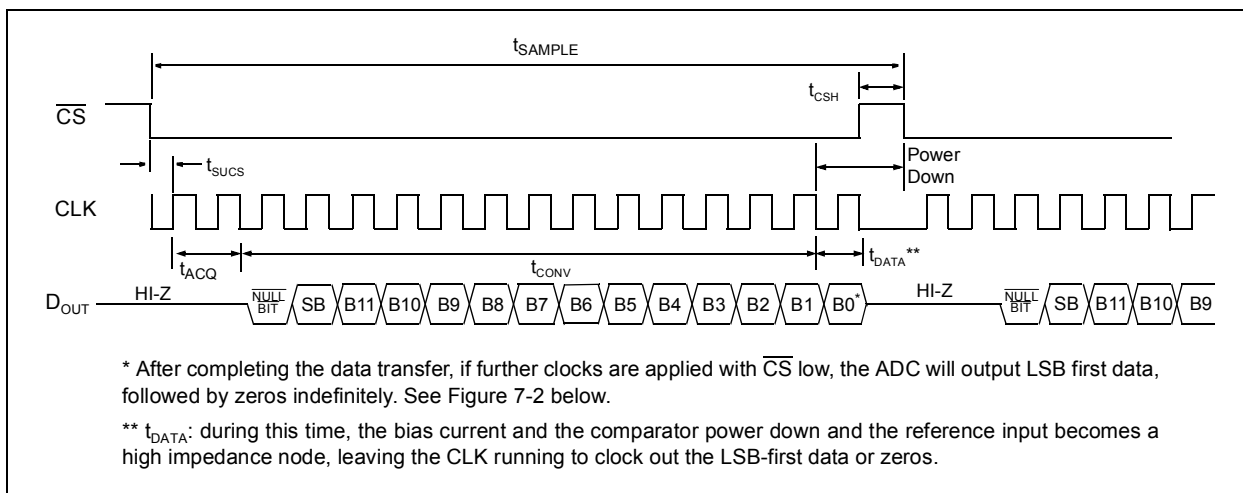 tSAMPLE
tCSH
CS
Power
Down
tSUCS
CLK
tACQ
tCONV
tDATA**
DOUT
HI-Z
NULL
BIT
SB B11 B10 B9 B8 B7 B6 B5 B4 B3 B2 B1 B0*
HI-Z
NULL
BIT
SB B11 B10 B9
* After completing the data transfer, if further clocks are applied with CS low, the ADC will output LSB first data,
followed by zeros indefinitely. See Figure 7-2 below.
** tDATA: during this time, the bias current and the comparator power down and the reference input becomes a
high impedance node, leaving the CLK running to clock out the LSB-first data or zeros.